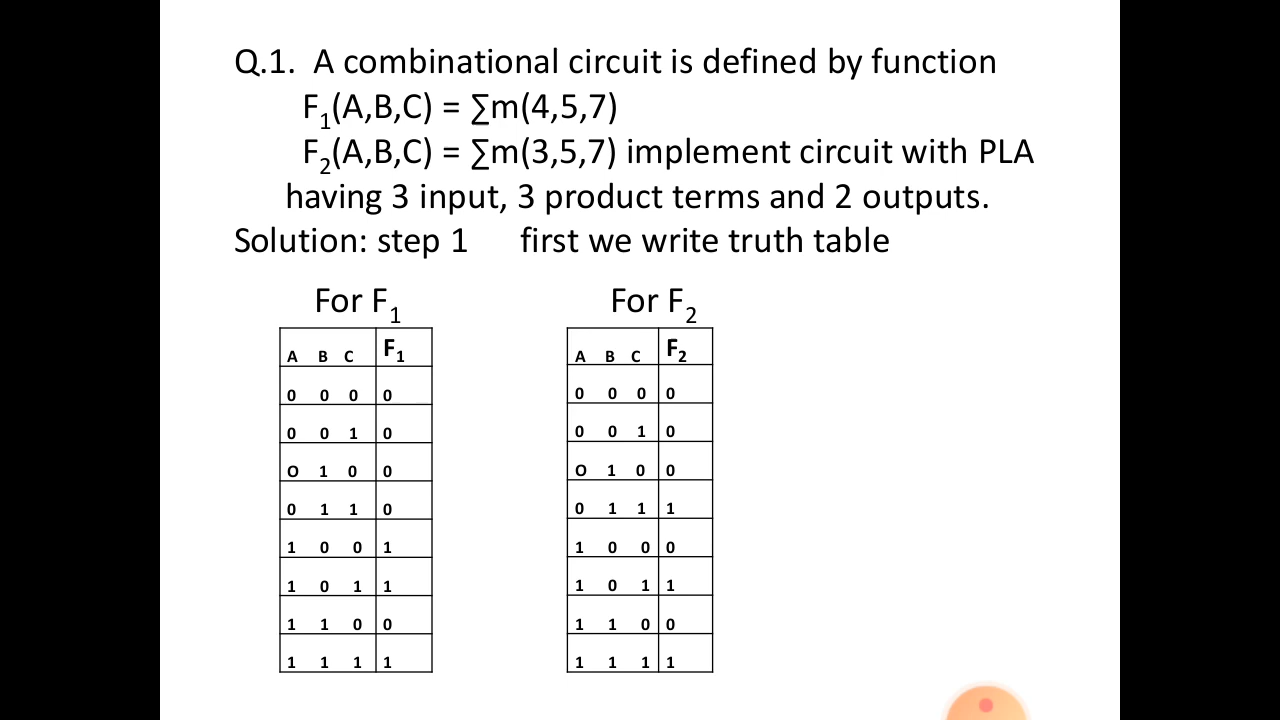 Q.1. A combinational circuit is defined by function
F1(A,B,C) = ∑m(4,5,7)
F2(A,B,C) = ∑m(3,5,7) implement circuit with PLA
having 3 input, 3 product terms and 2 outputs.
Solution: step 1 first we write truth table
For F1
A B C F1
0 0 0 0
0 0 1 0
O 1 0 0
0 1 1 0
1 0 0 1
1 0 1 1
1 1 0 0
1 1 1 1
For F2
A B C F2
0 0 0 0
0 0 1 0
O 1 0 0
0 1 1 1
1 0 0 0
1 0 1 1
1 1 0 0
1 1 1 1